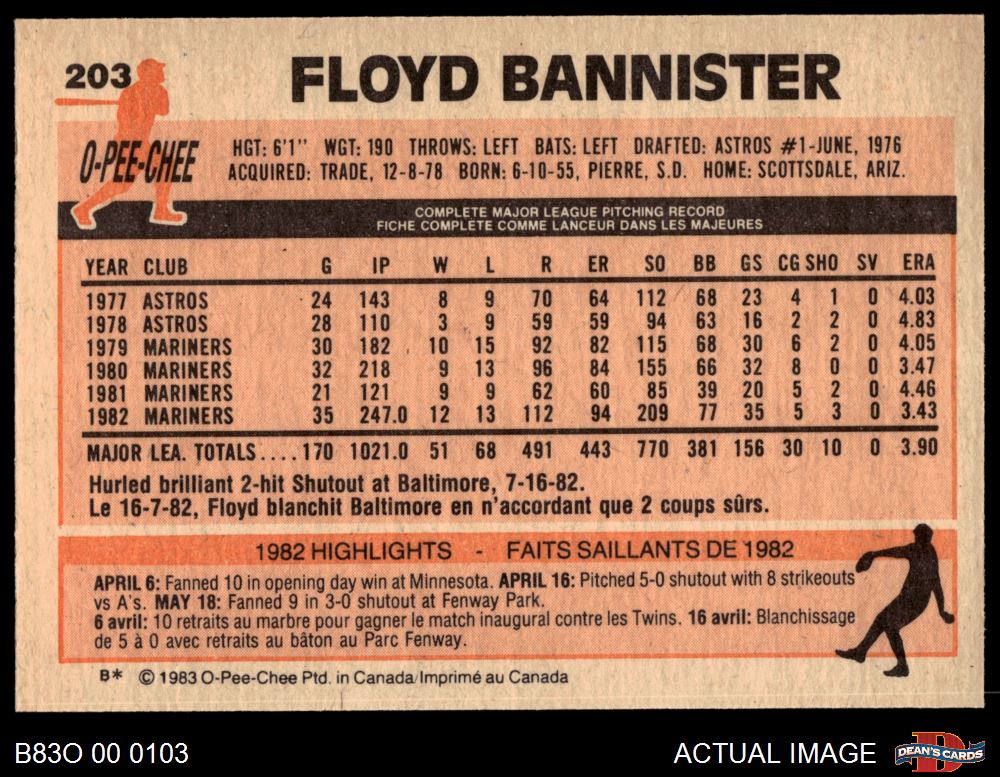 203
FLOYD BANNISTER
O-PEE-CHEE
HGT: 6'1" WGT: 190 THROWS: LEFT BATS: LEFT DRAFTED: ASTROS #1-JUNE, 1976
ACQUIRED: TRADE, 12-8-78 BORN: 6-10-55, PIERRE, S.D. HOME: SCOTTSDALE, ARIZ.
COMPLETE MAJOR LEAGUE PITCHING RECORD
FICHE COMPLETE COMME LANCEUR DANS LES MAJEURES
YEAR CLUB G IP W L R ER SO BB GS CG SHO SV ERA
1977 ASTROS 24 143 8 9 70 64 112 68 23 4 1 0 4.03
1978 ASTROS 28 110 3 9 59 59 94 63 16 2 2 0 4.83
1979 MARINERS 30 182 10 15 92 82 115 68 30 6 2 0 4.05
1980 MARINERS 32 218 9 13 96 84 155 66 32 8 0 0 3.47
1981 MARINERS 21 121 9 9 62 60 85 39 20 5 2 0 4.46
1982 MARINERS 35 247.0 12 13 112 94 209 77 35 5 3 0 3.43
MAJOR LEA. TOTALS.... 170 1021.0 51 68 491 443 770 381 156 30 10 0 3.90
Hurled brilliant 2-hit Shutout at Baltimore, 7-16-82.
Le 16-7-82, Floyd blanchit Baltimore en n'accordant que 2 coups sûrs.
1982 HIGHLIGHTS - FAITS SAILLANTS DE 1982
APRIL 6: Fanned 10 in opening day win at Minnesota. APRIL 16: Pitched 5-0 shutout with 8 strikeouts
vs A's. MAY 18: Fanned 9 in 3-0 shutout at Fenway Park.
6 avril: 10 retraits au marbre pour gagner le match inaugural contre les Twins. 16 avril: Blanchissage
de 5 à 0 avec retraits au bâton au Parc Fenway.
B* © 1983 O-Pee-Chee Ptd. in Canada/Imprimé au Canada
B83O 00 0103
ACTUAL IMAGE
D
DEAN'S CARDS